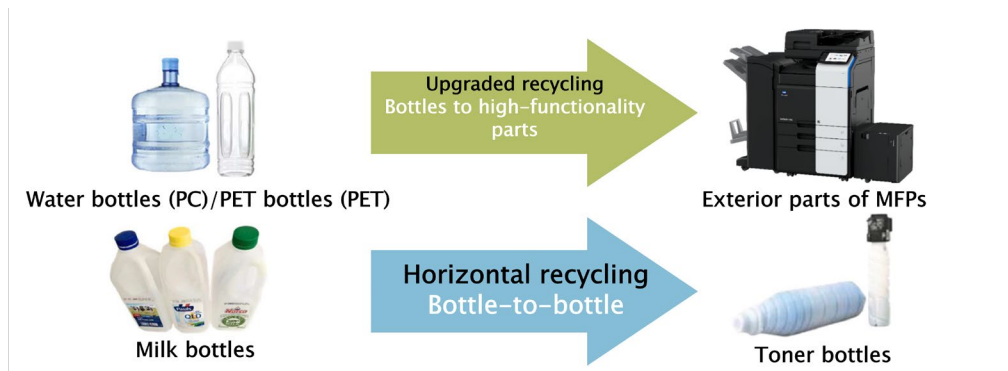 Upgraded recycling
Bottles to high-functionality
parts
Water bottles (PC)/PET bottles (PET)
Exterior parts of MFPs
Horizontal recycling
Bottle-to-bottle
Milk bottles
Toner bottles